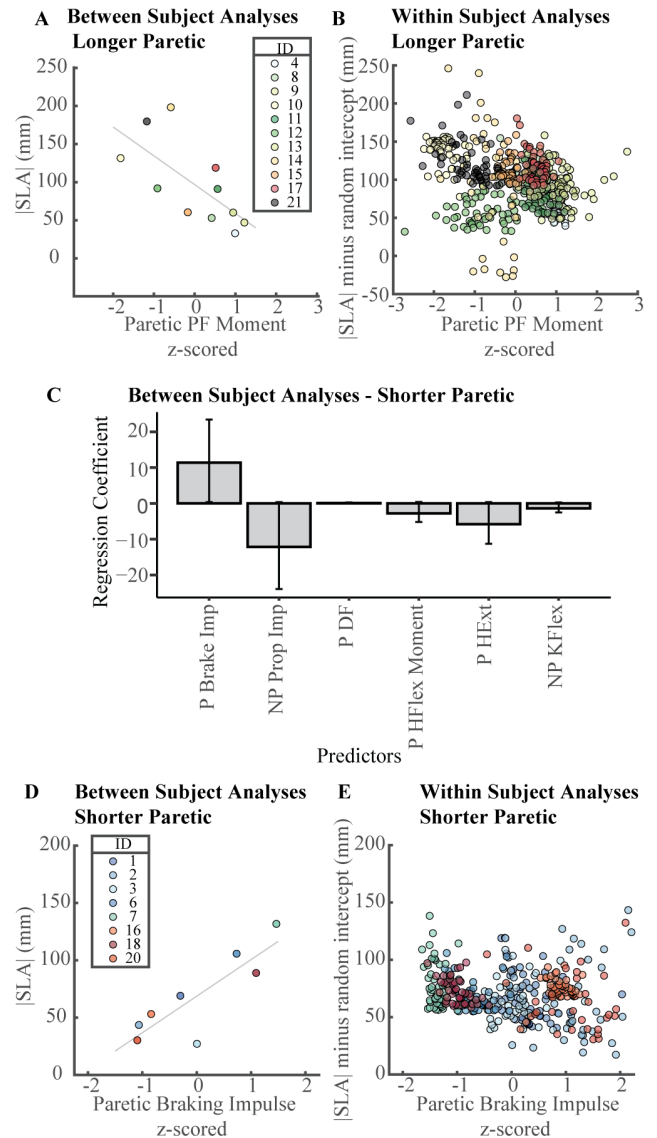 A Between Subject Analyses
Longer Paretic
B Within Subject Analyses
Longer Paretic
|SLA| (mm)
250
200
150
100
50
0
-2 -1 0 1 2 3
Paretic PF Moment
z-scored
ID
4
8
9
10
11
12
13
14
15
17
21
|SLA| minus random intercept (mm)
250
200
150
100
50
0
-50
-3 -2 -1 0 1 2 3
Paretic PF Moment
z-scored
C Between Subject Analyses - Shorter Paretic
Regression Coefficient
20
10
0
−10
−20
P Brake Imp
NP Prop Imp
P DF
P HFlex Moment
P HExt
NP KFlex
Predictors
D Between Subject Analyses
Shorter Paretic
E Within Subject Analyses
Shorter Paretic
|SLA| (mm)
200
150
100
50
0
ID
1
2
3
6
7
16
18
20
-2 -1 0 1 2
Paretic Braking Impulse
z-scored
|SLA| minus random intercept (mm)
200
150
100
50
0
-2 -1 0 1 2
Paretic Braking Impulse
z-scored